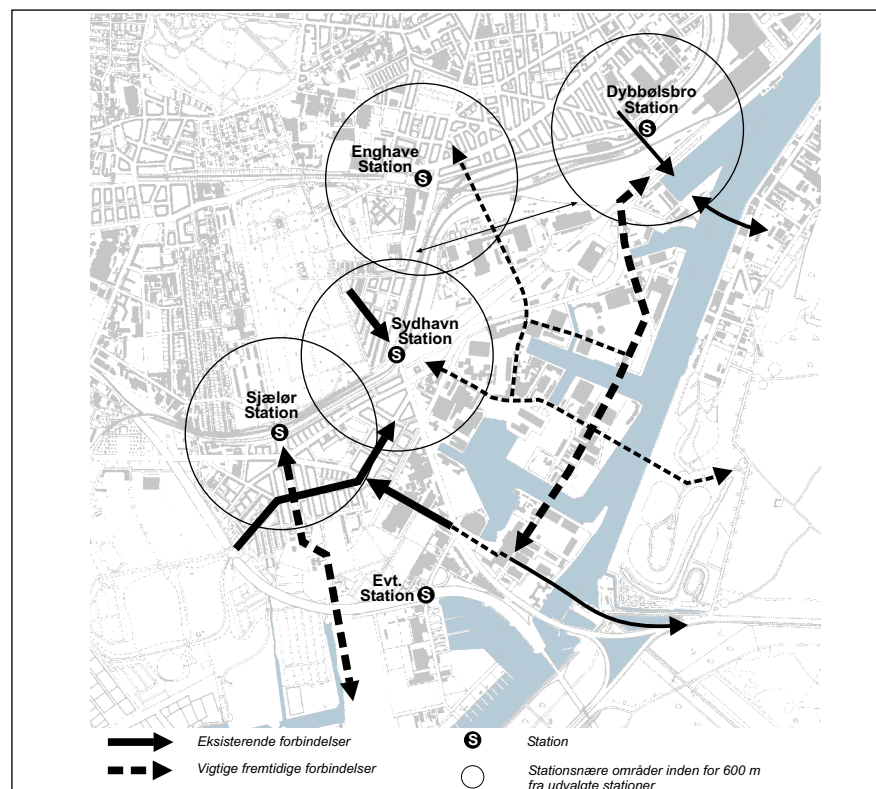 Dybbølsbro
Station
S
Enghave
Station
S
Sydhavn
Station
S
Sjælør
Station
S
Evt.
Station
S
Eksisterende forbindelser
S
Station
Vigtige fremtidige forbindelser
Stationsnære områder inden for 600 m
fra udvalgte stationer